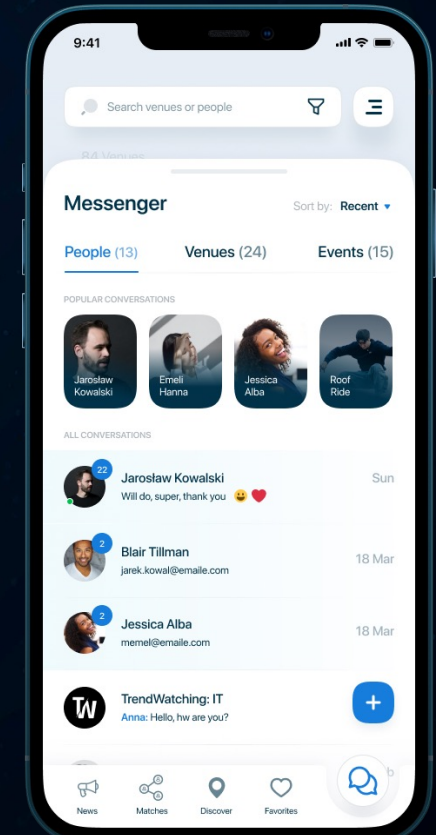 9:41
Search venues or people
84 Venues
Messenger
Sort by: Recent
People (13)
Venues (24)
Events (15)
POPULAR CONVERSATIONS
Jarosław
Kowalski
Emeli
Hanna
Jessica
Alba
Roof
Ride
ALL CONVERSATIONS
22
Jarosław Kowalski
Sun
Will do, super, thank you 😀 ❤️
2
Blair Tillman
18 Mar
jarek.kowal@emaile.com
2
Jessica Alba
18 Mar
memel@emaile.com
TW
TrendWatching: IT
Anna: Hello, hw are you?
+
News
Matches
Discover
Favorites